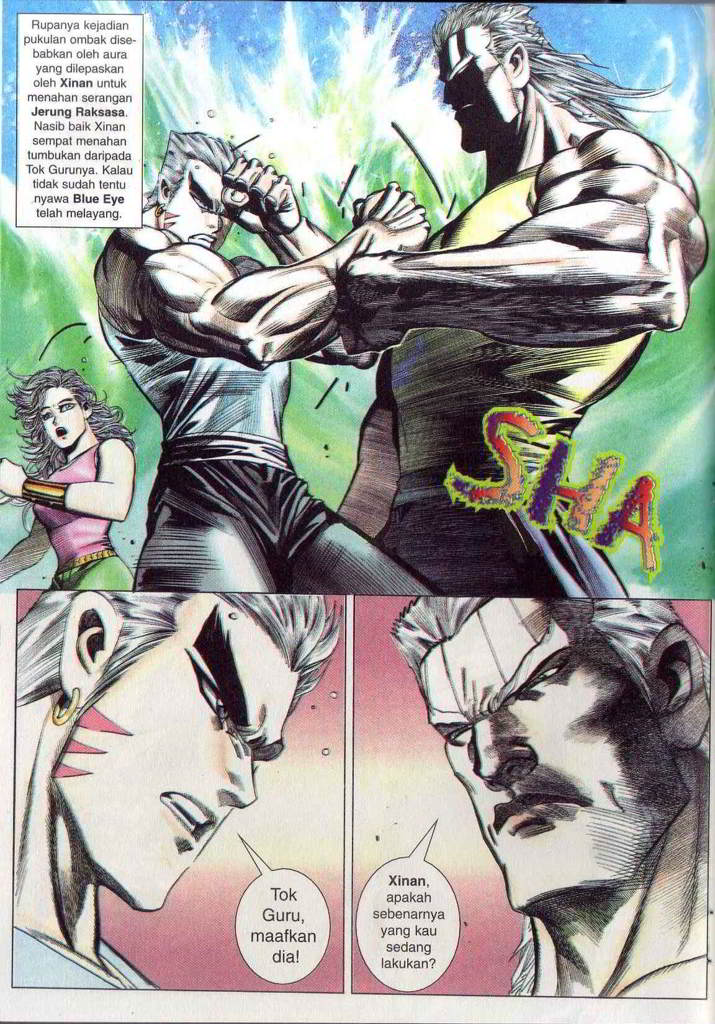 Rupanya kejadian
pukulan ombak dise-
babkan oleh aura
yang dilepaskan
oleh Xinan untuk
menahan serangan
Jerung Raksasa.
Nasib baik Xinan
sempat menahan
tumbukan daripada
Tok Gurunya. Kalau
tidak sudah tentu
nyawa Blue Eye
telah melayang.
SHA
Tok
Guru,
maafkan
dia!
Xinan,
apakah
sebenarnya
yang kau
sedang
lakukan?